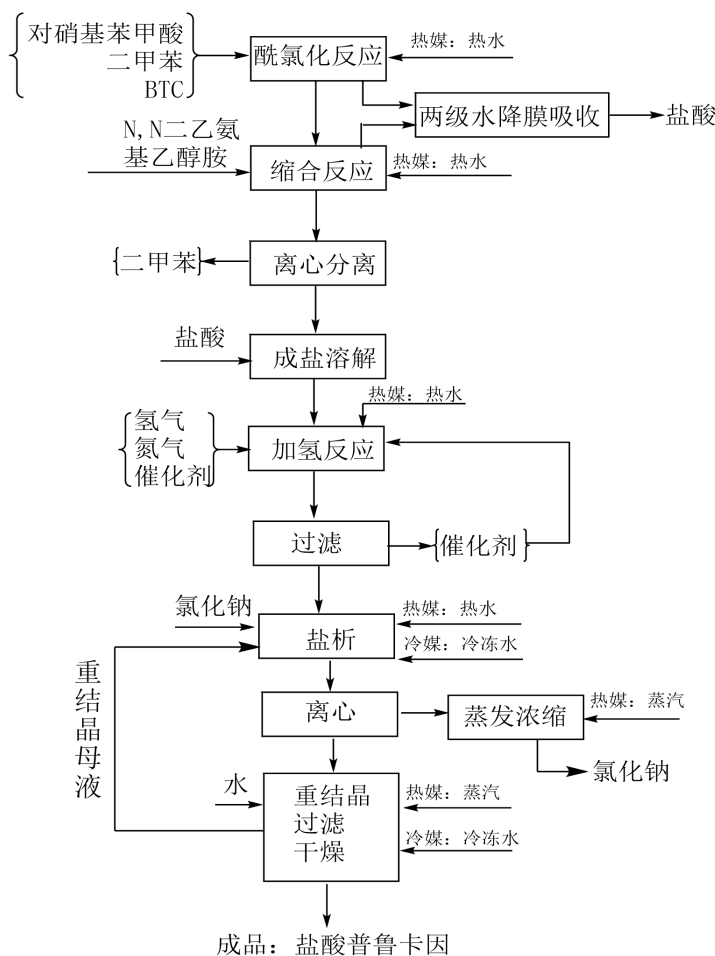 对硝基苯甲酸
二甲苯
BTC
酰氯化反应
热媒：热水
两级水降膜吸收
盐酸
N,N二乙氨
基乙醇胺
缩合反应
热媒：热水
二甲苯
离心分离
盐酸
成盐溶解
热媒：热水
氢气
氮气
催化剂
加氢反应
过滤
催化剂
氯化钠
盐析
热媒：热水
冷媒：冷冻水
重结晶母液
离心
蒸发浓缩
热媒：蒸汽
氯化钠
水
重结晶
过滤
干燥
热媒：蒸汽
冷媒：冷冻水
成品：盐酸普鲁卡因